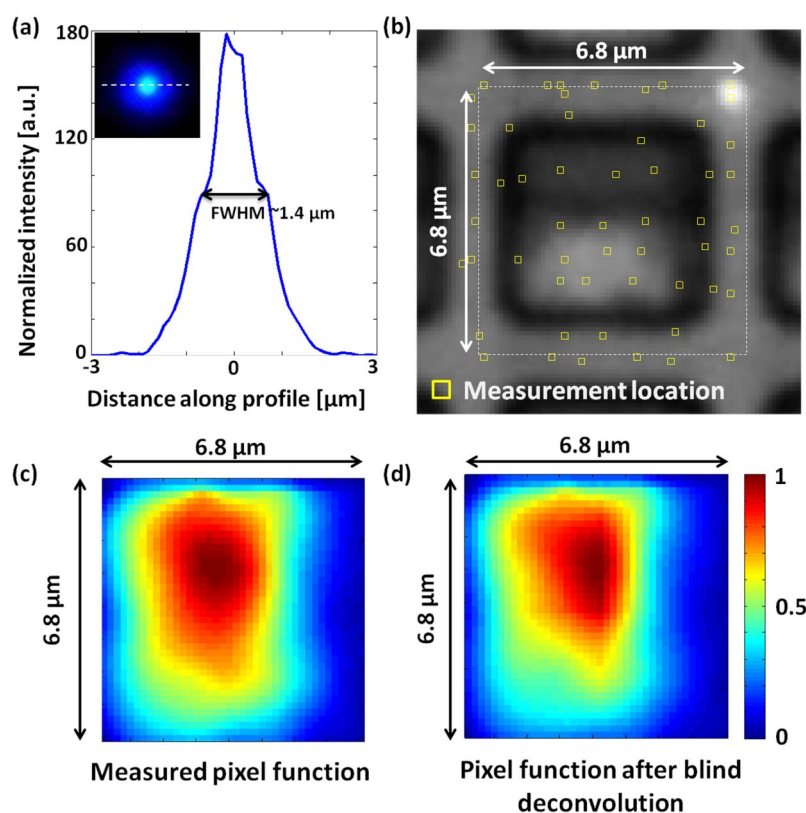 (a)
180
120
60
0
-3
0
3
Normalized intensity [a.u.]
FWHM ~1.4 µm
Distance along profile [µm]
(b)
6.8 µm
6.8 µm
Measurement location
(c)
6.8 µm
6.8 µm
Measured pixel function
(d)
6.8 µm
6.8 µm
1
0.5
0
Pixel function after blind
deconvolution